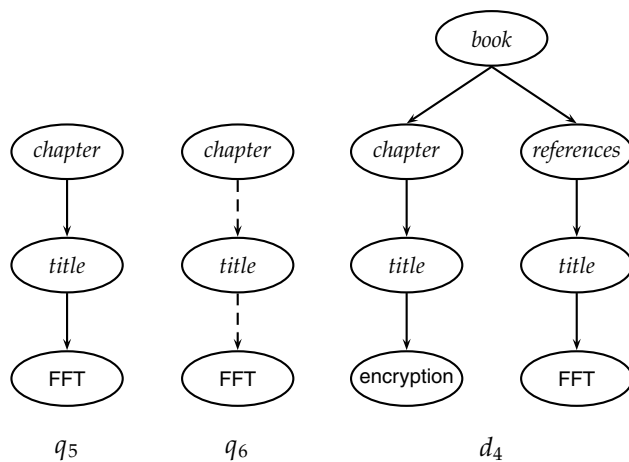 book
chapter chapter chapter references
title title title title
FFT FFT encryption FFT
q5 q6 d4